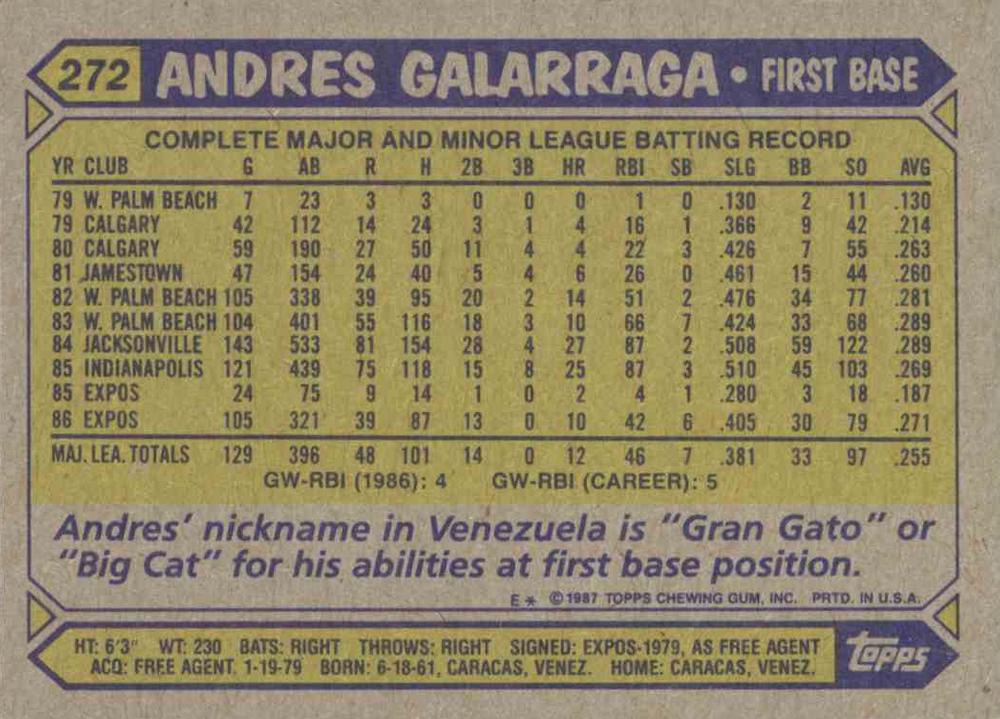 272 ANDRES GALARRAGA • FIRST BASE
COMPLETE MAJOR AND MINOR LEAGUE BATTING RECORD
YR CLUB G AB R H 2B 3B HR RBI SB SLG BB SO AVG
79 W. PALM BEACH 7 23 3 3 0 0 0 1 0 .130 2 11 .130
79 CALGARY 42 112 14 24 3 1 4 16 1 .366 9 42 .214
80 CALGARY 59 190 27 50 11 4 4 22 3 .426 7 55 .263
81 JAMESTOWN 47 154 24 40 5 4 6 26 0 .461 15 44 .260
82 W. PALM BEACH 105 338 39 95 20 2 14 51 2 .476 34 77 .281
83 W. PALM BEACH 104 401 55 116 18 3 10 66 7 .424 33 68 .289
84 JACKSONVILLE 143 533 81 154 28 4 27 87 2 .508 59 122 .289
85 INDIANAPOLIS 121 439 75 118 15 8 25 87 3 .510 45 103 .269
85 EXPOS 24 75 9 14 1 0 2 4 1 .280 3 18 .187
86 EXPOS 105 321 39 87 13 0 10 42 6 .405 30 79 .271
MAJ. LEA. TOTALS 129 396 48 101 14 0 12 46 7 .381 33 97 .255
GW-RBI (1986): 4 GW-RBI (CAREER): 5
Andres' nickname in Venezuela is "Gran Gato" or
"Big Cat" for his abilities at first base position.
E* © 1987 TOPPS CHEWING GUM, INC. PRTD. IN U.S.A.
HT: 6'3" WT: 230 BATS: RIGHT THROWS: RIGHT SIGNED: EXPOS-1979, AS FREE AGENT
ACQ: FREE AGENT, 1-19-79 BORN: 6-18-61, CARACAS, VENEZ. HOME: CARACAS, VENEZ.
Topps